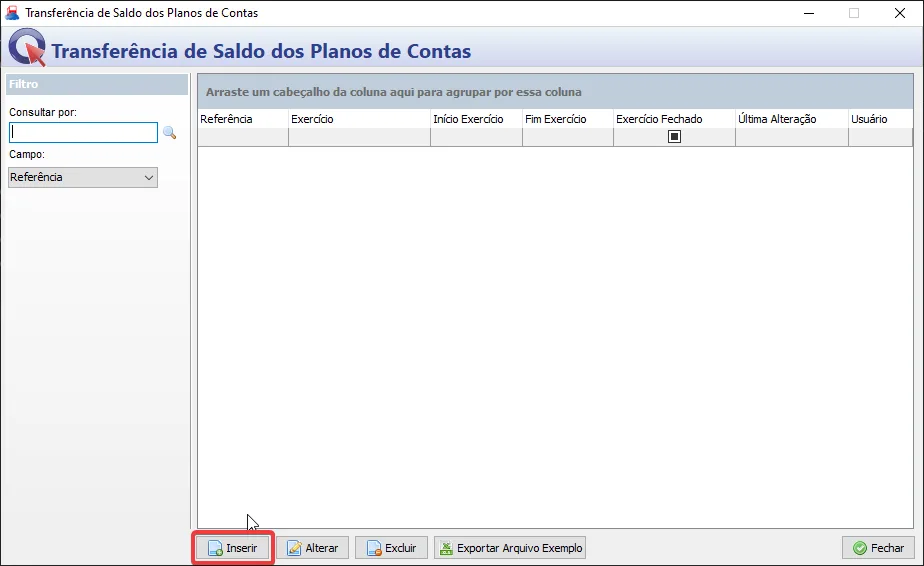 Transferência de Saldo dos Planos de Contas
Transferência de Saldo dos Planos de Contas
Filtro
Consultar por:
Campo:
Referência
Arraste um cabeçalho da coluna aqui para agrupar por essa coluna
Referência Exercício Início Exercício Fim Exercício Exercício Fechado Última Alteração Usuário
Inserir Alterar Excluir Exportar Arquivo Exemplo Fechar